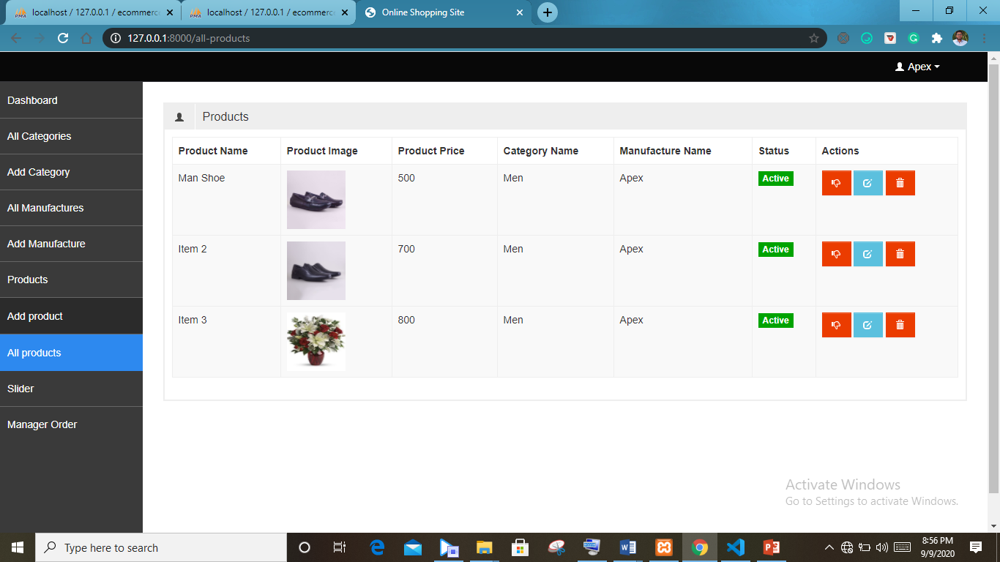 localhost / 127.0.0.1 / ecommerc
localhost / 127.0.0.1 / ecommerc
Online Shopping Site
127.0.0.1:8000/all-products
Apex
Dashboard
All Categories
Add Category
All Manufactures
Add Manufacture
Products
Add product
All products
Slider
Manager Order
Products
Product Name Product Image Product Price Category Name Manufacture Name Status Actions
Man Shoe 500 Men Apex Active
Item 2 700 Men Apex Active
Item 3 800 Men Apex Active
Activate Windows
Go to Settings to activate Windows.
Type here to search
8:56 PM
9/9/2020